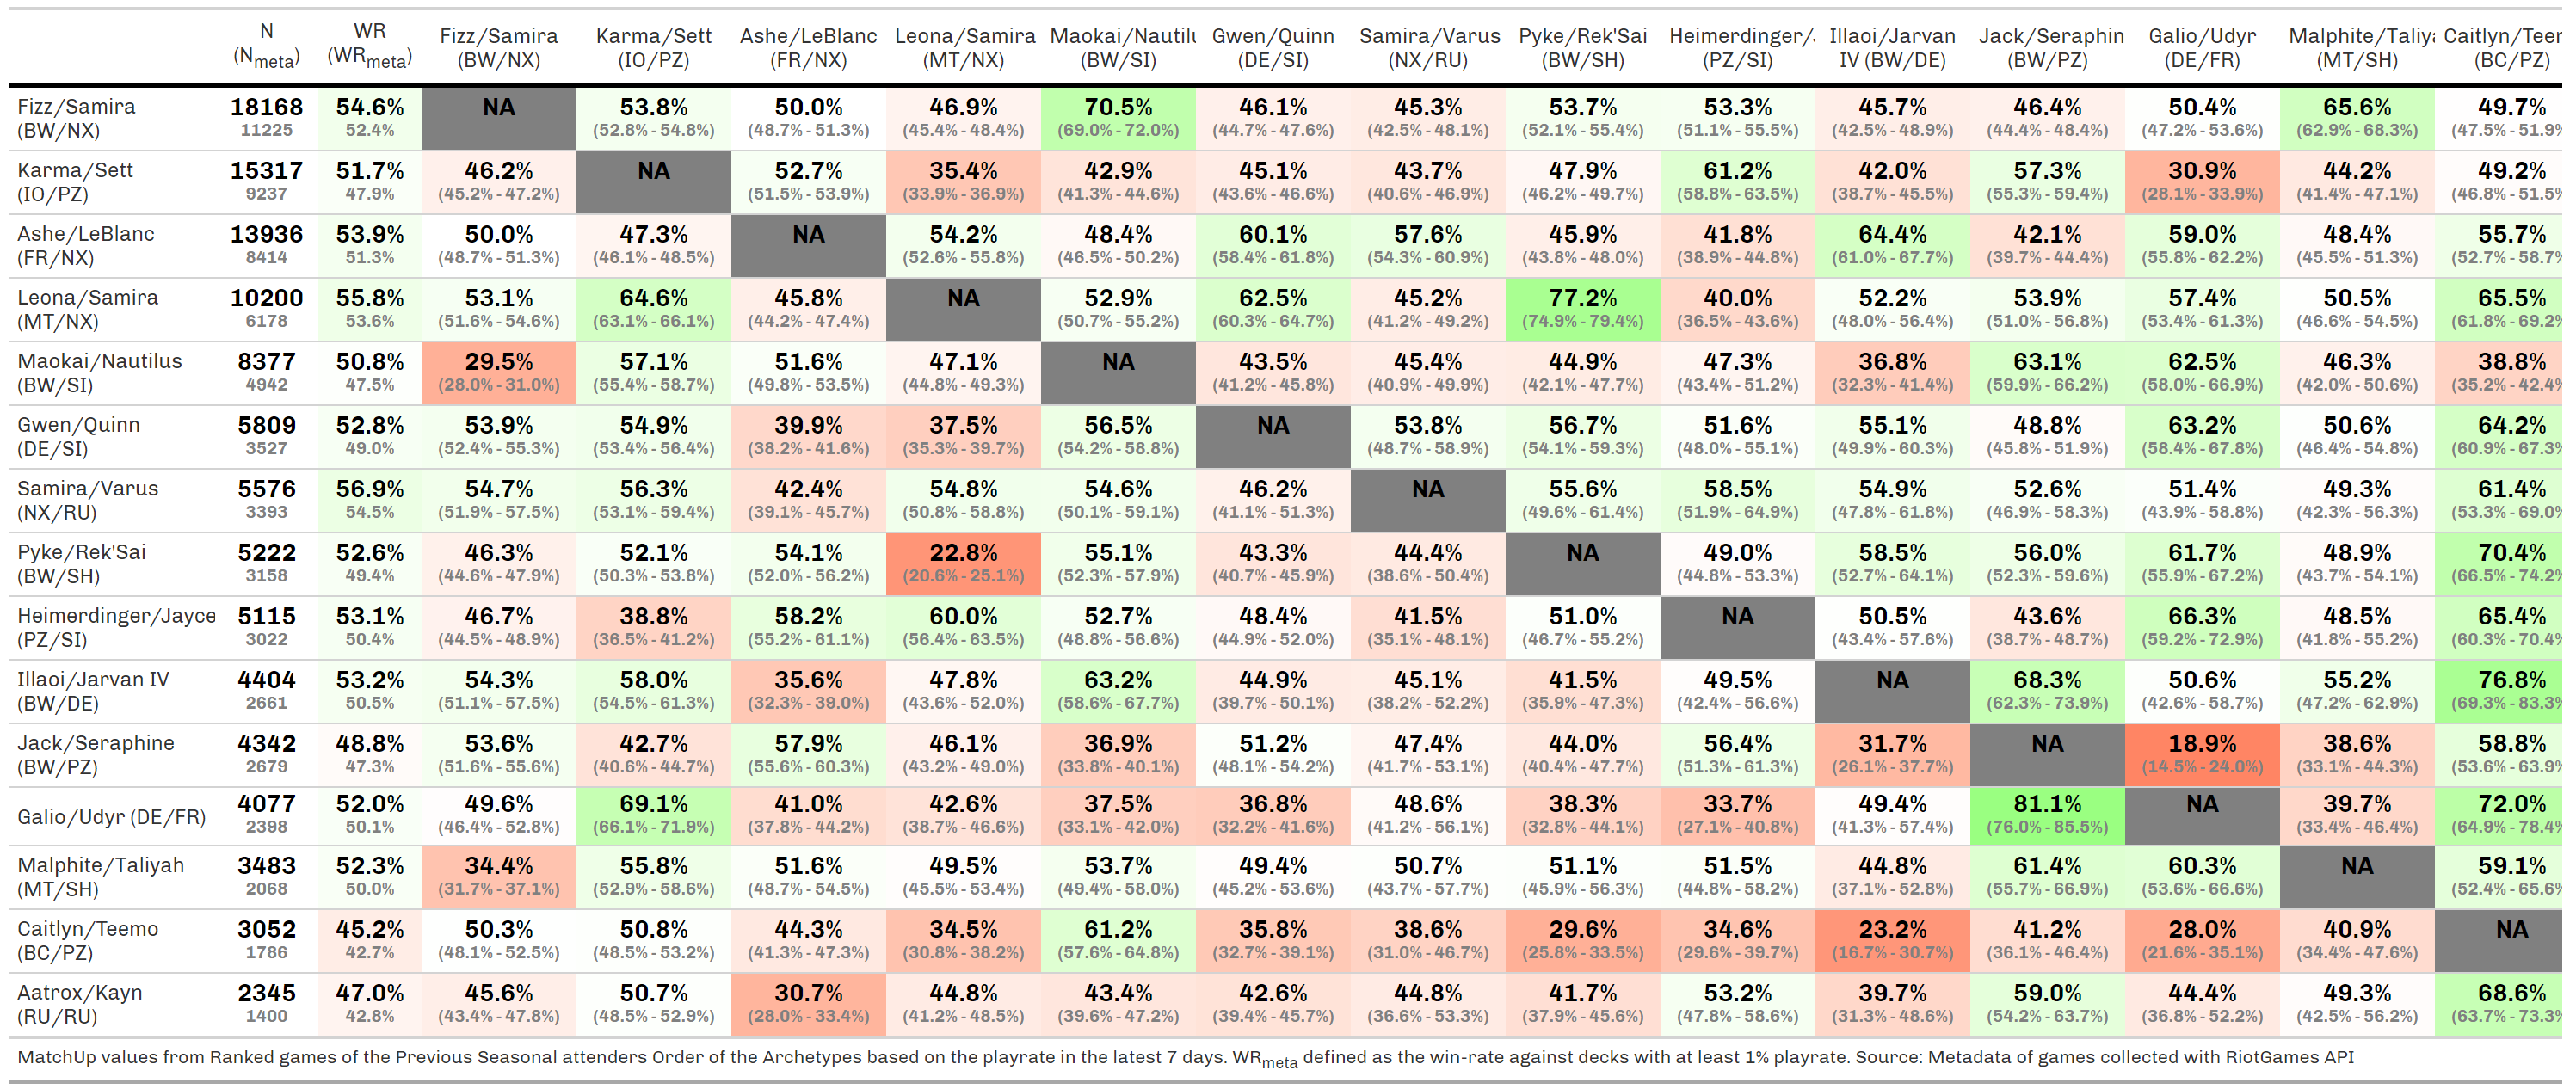 N WR Fizz/Samira Karma/Sett Ashe/LeBlanc Leona/Samira Maokai/Nautilu Gwen/Quinn Samira/Varus Pyke/Rek'Sai Heimerdinger/J Illaoi/Jarvan Jack/Seraphin Galio/Udyr Malphite/Taliya Caitlyn/Teer
(Nmeta) (WRmeta) (BW/NX) (IO/PZ) (FR/NX) (MT/NX) (BW/SI) (DE/SI) (NX/RU) (BW/SH) (PZ/SI) IV (BW/DE) (BW/PZ) (DE/FR) (MT/SH) (BC/PZ)
Fizz/Samira 18168 54.6% NA 53.8% 50.0% 46.9% 70.5% 46.1% 45.3% 53.7% 53.3% 45.7% 46.4% 50.4% 65.6% 49.7%
(BW/NX) 11225 52.4% (52.8% - 54.8%) (48.7% - 51.3%) (45.4% - 48.4%) (69.0% - 72.0%) (44.7% - 47.6%) (42.5% - 48.1%) (52.1% - 55.4%) (51.1% - 55.5%) (42.5% - 48.9%) (44.4% - 48.4%) (47.2% - 53.6%) (62.9% - 68.3%) (47.5% - 51.9%
Karma/Sett 15317 51.7% 46.2% NA 52.7% 35.4% 42.9% 45.1% 43.7% 47.9% 61.2% 42.0% 57.3% 30.9% 44.2% 49.2%
(IO/PZ) 9237 47.9% (45.2% - 47.2%) (51.5% - 53.9%) (33.9% - 36.9%) (41.3% - 44.6%) (43.6% - 46.6%) (40.6% - 46.9%) (46.2% - 49.7%) (58.8% - 63.5%) (38.7% - 45.5%) (55.3% - 59.4%) (28.1% - 33.9%) (41.4% - 47.1%) (46.8% - 51.5%
Ashe/LeBlanc 13936 53.9% 50.0% 47.3% NA 54.2% 48.4% 60.1% 57.6% 45.9% 41.8% 64.4% 42.1% 59.0% 48.4% 55.7%
(FR/NX) 8414 51.3% (48.7% - 51.3%) (46.1% - 48.5%) (52.6% - 55.8%) (46.5% - 50.2%) (58.4% - 61.8%) (54.3% - 60.9%) (43.8% - 48.0%) (38.9% - 44.8%) (61.0% - 67.7%) (39.7% - 44.4%) (55.8% - 62.2%) (45.5% - 51.3%) (52.7% - 58.7%
Leona/Samira 10200 55.8% 53.1% 64.6% 45.8% NA 52.9% 62.5% 45.2% 77.2% 40.0% 52.2% 53.9% 57.4% 50.5% 65.5%
(MT/NX) 6178 53.6% (51.6% - 54.6%) (63.1% - 66.1%) (44.2% - 47.4%) (50.7% - 55.2%) (60.3% - 64.7%) (41.2% - 49.2%) (74.9% - 79.4%) (36.5% - 43.6%) (48.0% - 56.4%) (51.0% - 56.8%) (53.4% - 61.3%) (46.6% - 54.5%) (61.8% - 69.2%
Maokai/Nautilus 8377 50.8% 29.5% 57.1% 51.6% 47.1% NA 43.5% 45.4% 44.9% 47.3% 36.8% 63.1% 62.5% 46.3% 38.8%
(BW/SI) 4942 47.5% (28.0% - 31.0%) (55.4% - 58.7%) (49.8% - 53.5%) (44.8% - 49.3%) (41.2% - 45.8%) (40.9% - 49.9%) (42.1% - 47.7%) (43.4% - 51.2%) (32.3% - 41.4%) (59.9% - 66.2%) (58.0% - 66.9%) (42.0% - 50.6%) (35.2% - 42.4%
Gwen/Quinn 5809 52.8% 53.9% 54.9% 39.9% 37.5% 56.5% NA 53.8% 56.7% 51.6% 55.1% 48.8% 63.2% 50.6% 64.2%
(DE/SI) 3527 49.0% (52.4% - 55.3%) (53.4% - 56.4%) (38.2% - 41.6%) (35.3% - 39.7%) (54.2% - 58.8%) (48.7% - 58.9%) (54.1% - 59.3%) (48.0% - 55.1%) (49.9% - 60.3%) (45.8% - 51.9%) (58.4% - 67.8%) (46.4% - 54.8%) (60.9% - 67.3%
Samira/Varus 5576 56.9% 54.7% 56.3% 42.4% 54.8% 54.6% 46.2% NA 55.6% 58.5% 54.9% 52.6% 51.4% 49.3% 61.4%
(NX/RU) 3393 54.5% (51.9% - 57.5%) (53.1% - 59.4%) (39.1% - 45.7%) (50.8% - 58.8%) (50.1% - 59.1%) (41.1% - 51.3%) (49.6% - 61.4%) (51.9% - 64.9%) (47.8% - 61.8%) (46.9% - 58.3%) (43.9% - 58.8%) (42.3% - 56.3%) (53.3% - 69.0%
Pyke/Rek'Sai 5222 52.6% 46.3% 52.1% 54.1% 22.8% 55.1% 43.3% 44.4% NA 49.0% 58.5% 56.0% 61.7% 48.9% 70.4%
(BW/SH) 3158 49.4% (44.6% - 47.9%) (50.3% - 53.8%) (52.0% - 56.2%) (20.6% - 25.1%) (52.3% - 57.9%) (40.7% - 45.9%) (38.6% - 50.4%) (44.8% - 53.3%) (52.7% - 64.1%) (52.3% - 59.6%) (55.9% - 67.2%) (43.7% - 54.1%) (66.5% - 74.2%
Heimerdinger/Jayce 5115 53.1% 46.7% 38.8% 58.2% 60.0% 52.7% 48.4% 41.5% 51.0% NA 50.5% 43.6% 66.3% 48.5% 65.4%
(PZ/SI) 3022 50.4% (44.5% - 48.9%) (36.5% - 41.2%) (55.2% - 61.1%) (56.4% - 63.5%) (48.8% - 56.6%) (44.9% - 52.0%) (35.1% - 48.1%) (46.7% - 55.2%) (43.4% - 57.6%) (38.7% - 48.7%) (59.2% - 72.9%) (41.8% - 55.2%) (60.3% - 70.4%
Illaoi/Jarvan IV 4404 53.2% 54.3% 58.0% 35.6% 47.8% 63.2% 44.9% 45.1% 41.5% 49.5% NA 68.3% 50.6% 55.2% 76.8%
(BW/DE) 2661 50.5% (51.1% - 57.5%) (54.5% - 61.3%) (32.3% - 39.0%) (43.6% - 52.0%) (58.6% - 67.7%) (39.7% - 50.1%) (38.2% - 52.2%) (35.9% - 47.3%) (42.4% - 56.6%) (62.3% - 73.9%) (42.6% - 58.7%) (47.2% - 62.9%) (69.3% - 83.3%
Jack/Seraphine 4342 48.8% 53.6% 42.7% 57.9% 46.1% 36.9% 51.2% 47.4% 44.0% 56.4% 31.7% NA 18.9% 38.6% 58.8%
(BW/PZ) 2679 47.3% (51.6% - 55.6%) (40.6% - 44.7%) (55.6% - 60.3%) (43.2% - 49.0%) (33.8% - 40.1%) (48.1% - 54.2%) (41.7% - 53.1%) (40.4% - 47.7%) (51.3% - 61.3%) (26.1% - 37.7%) (14.5% - 24.0%) (33.1% - 44.3%) (53.6% - 63.9%
Galio/Udyr (DE/FR) 4077 52.0% 49.6% 69.1% 41.0% 42.6% 37.5% 36.8% 48.6% 38.3% 33.7% 49.4% 81.1% NA 39.7% 72.0%
2398 50.1% (46.4% - 52.8%) (66.1% - 71.9%) (37.8% - 44.2%) (38.7% - 46.6%) (33.1% - 42.0%) (32.2% - 41.6%) (41.2% - 56.1%) (32.8% - 44.1%) (27.1% - 40.8%) (41.3% - 57.4%) (76.0% - 85.5%) (33.4% - 46.4%) (64.9% - 78.4%
Malphite/Taliyah 3483 52.3% 34.4% 55.8% 51.6% 49.5% 53.7% 49.4% 50.7% 51.1% 51.5% 44.8% 61.4% 60.3% NA 59.1%
(MT/SH) 2068 50.0% (31.7% - 37.1%) (52.9% - 58.6%) (48.7% - 54.5%) (45.5% - 53.4%) (49.4% - 58.0%) (45.2% - 53.6%) (43.7% - 57.7%) (45.9% - 56.3%) (44.8% - 58.2%) (37.1% - 52.8%) (55.7% - 66.9%) (53.6% - 66.6%) (52.4% - 65.6%
Caitlyn/Teemo 3052 45.2% 50.3% 50.8% 44.3% 34.5% 61.2% 35.8% 38.6% 29.6% 34.6% 23.2% 41.2% 28.0% 40.9% NA
(BC/PZ) 1786 42.7% (48.1% - 52.5%) (48.5% - 53.2%) (41.3% - 47.3%) (30.8% - 38.2%) (57.6% - 64.8%) (32.7% - 39.1%) (31.0% - 46.7%) (25.8% - 33.5%) (29.6% - 39.7%) (16.7% - 30.7%) (36.1% - 46.4%) (21.6% - 35.1%) (34.4% - 47.6%)
Aatrox/Kayn 2345 47.0% 45.6% 50.7% 30.7% 44.8% 43.4% 42.6% 44.8% 41.7% 53.2% 39.7% 59.0% 44.4% 49.3% 68.6%
(RU/RU) 1400 42.8% (43.4% - 47.8%) (48.5% - 52.9%) (28.0% - 33.4%) (41.2% - 48.5%) (39.6% - 47.2%) (39.4% - 45.7%) (36.6% - 53.3%) (37.9% - 45.6%) (47.8% - 58.6%) (31.3% - 48.6%) (54.2% - 63.7%) (36.8% - 52.2%) (42.5% - 56.2%) (63.7% - 73.3%
MatchUp values from Ranked games of the Previous Seasonal attenders Order of the Archetypes based on the playrate in the latest 7 days. WRmeta defined as the win-rate against decks with at least 1% playrate. Source: Metadata of games collected with RiotGames API